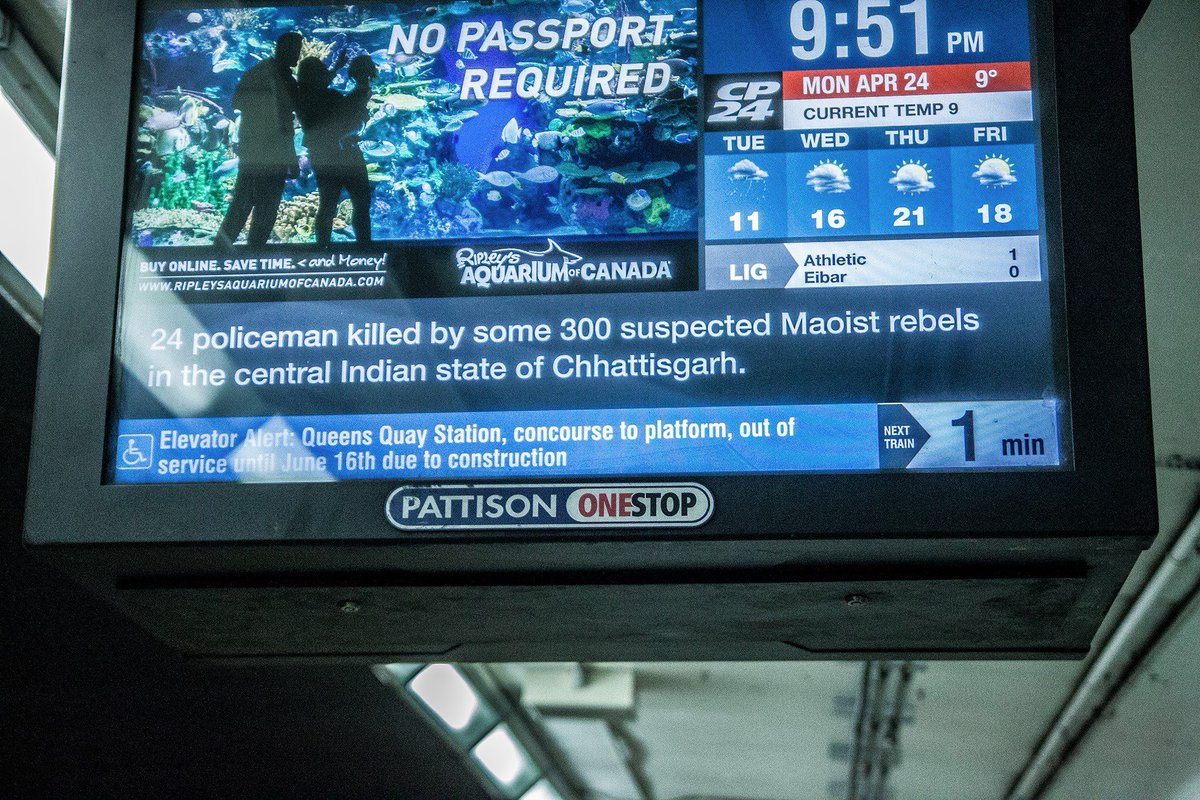 NO PASSPORT
REQUIRED
BUY ONLINE. SAVE TIME. < and Money!
WWW.RIPLEYSAQUARIUMOFCANADA.COM
RIPLEY'S
AQUARIUM OF CANADA
9:51 PM
CP
24
MON APR 24 9°
CURRENT TEMP 9
TUE WED THU FRI
11 16 21 18
LIG
Athletic 1
Eibar 0
24 policeman killed by some 300 suspected Maoist rebels
in the central Indian state of Chhattisgarh.
Elevator Alert: Queens Quay Station, concourse to platform, out of
service until June 16th due to construction
NEXT
TRAIN
1 min
PATTISON ONESTOP